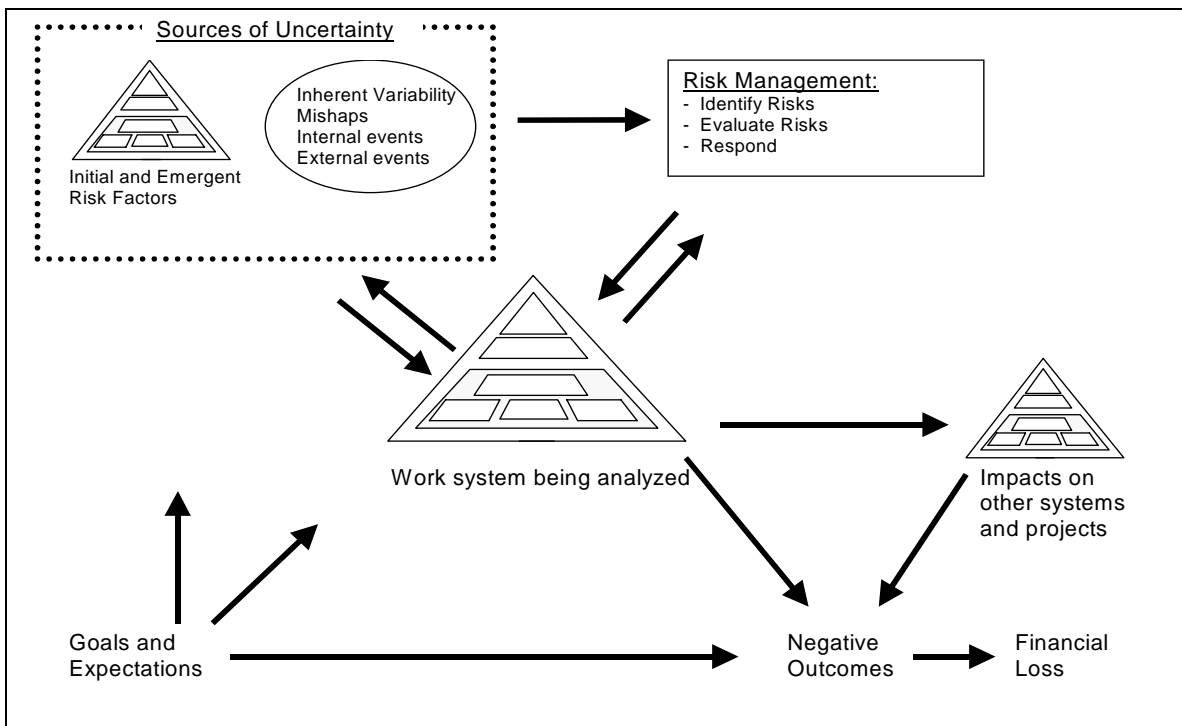 Sources of Uncertainty
Inherent Variability
Mishaps
Internal events
External events
Initial and Emergent
Risk Factors
Risk Management:
- Identify Risks
- Evaluate Risks
- Respond
Work system being analyzed
Impacts on
other systems
and projects
Goals and
Expectations
Negative
Outcomes
Financial
Loss